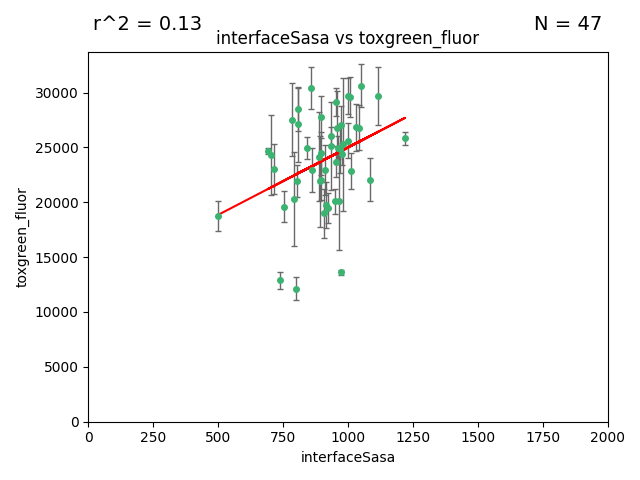 r^2 = 0.13
N = 47
interfaceSasa vs toxgreen_fluor
toxgreen_fluor
30000
25000
20000
15000
10000
5000
0
0 250 500 750 1000 1250 1500 1750 2000
interfaceSasa